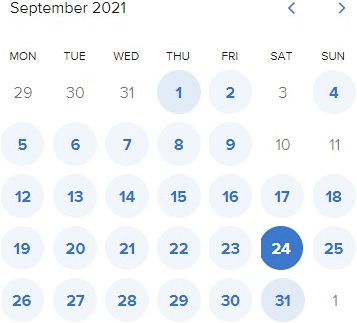 September 2021 < >
MON TUE WED THU FRI SAT SUN
29 30 31 1 2 3 4
5 6 7 8 9 10 11
12 13 14 15 16 17 18
19 20 21 22 23 24 25
26 27 28 29 30 31 1